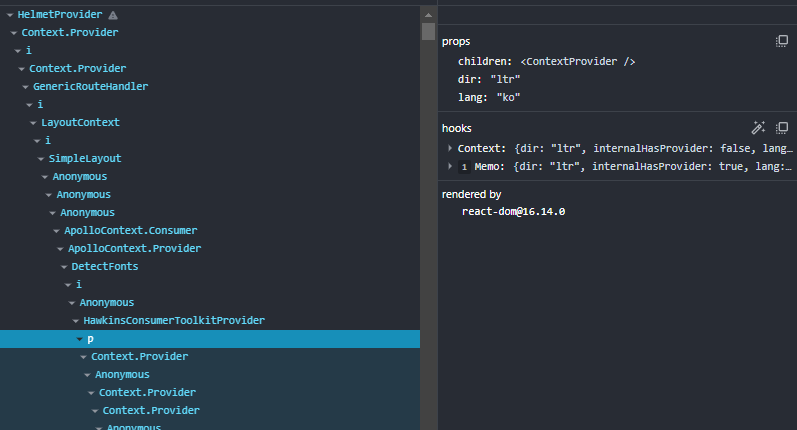 HelmetProvider
Context.Provider
i
Context.Provider
GenericRouteHandler
i
LayoutContext
i
SimpleLayout
Anonymous
Anonymous
Anonymous
ApolloContext.Consumer
ApolloContext.Provider
DetectFonts
i
Anonymous
HawkinsConsumerToolkitProvider
p
Context.Provider
Anonymous
Context.Provider
Context.Provider
Anonymous
props
children: <ContextProvider />
dir: "ltr"
lang: "ko"
hooks
Context: {dir: "ltr", internalHasProvider: false, lang…
1 Memo: {dir: "ltr", internalHasProvider: true, lang:…
rendered by
react-dom@16.14.0